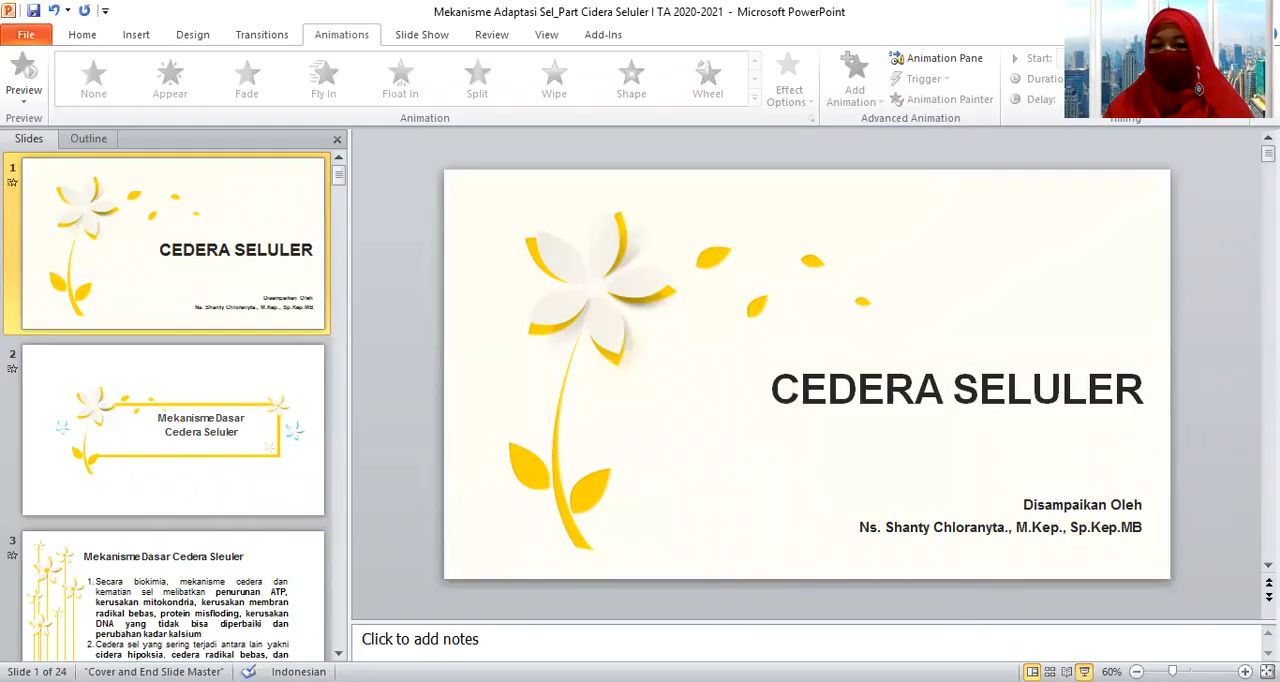 Mekanisme Adaptasi Sel_Part Cidera Seluler I TA 2020-2021 - Microsoft PowerPoint
File Home Insert Design Transitions Animations Slide Show Review View Add-Ins
Preview None Appear Fade Fly In Float In Split Wipe Shape Wheel Effect Options Add Animation Animation Pane Trigger Animation Painter Start: Duratio Delay:
Preview Animation Advanced Animation
Slides Outline
1
CEDERA SELULER
Disampaikan Oleh
Ns. Shanty Chloranyta., M.Kep., Sp.Kep.MB
2
Mekanisme Dasar
Cedera Seluler
3
Mekanisme Dasar Cedera Sleuler
1. Secara biokimia, mekanisme cedera dan
kematian sel melibatkan penurunan ATP,
kerusakan mitokondria, kerusakan membran
radikal bebas, protein misfloding, kerusakan
DNA yang tidak bisa diperbaiki dan
perubahan kadar kalsium
2. Cedera sel yang sering terjadi antara lain yakni
cidera hipoksia, cedera radikal bebas, dan
CEDERA SELULER
Disampaikan Oleh
Ns. Shanty Chloranyta., M.Kep., Sp.Kep.MB
Click to add notes
Slide 1 of 24 "Cover and End Slide Master" Indonesian 60%